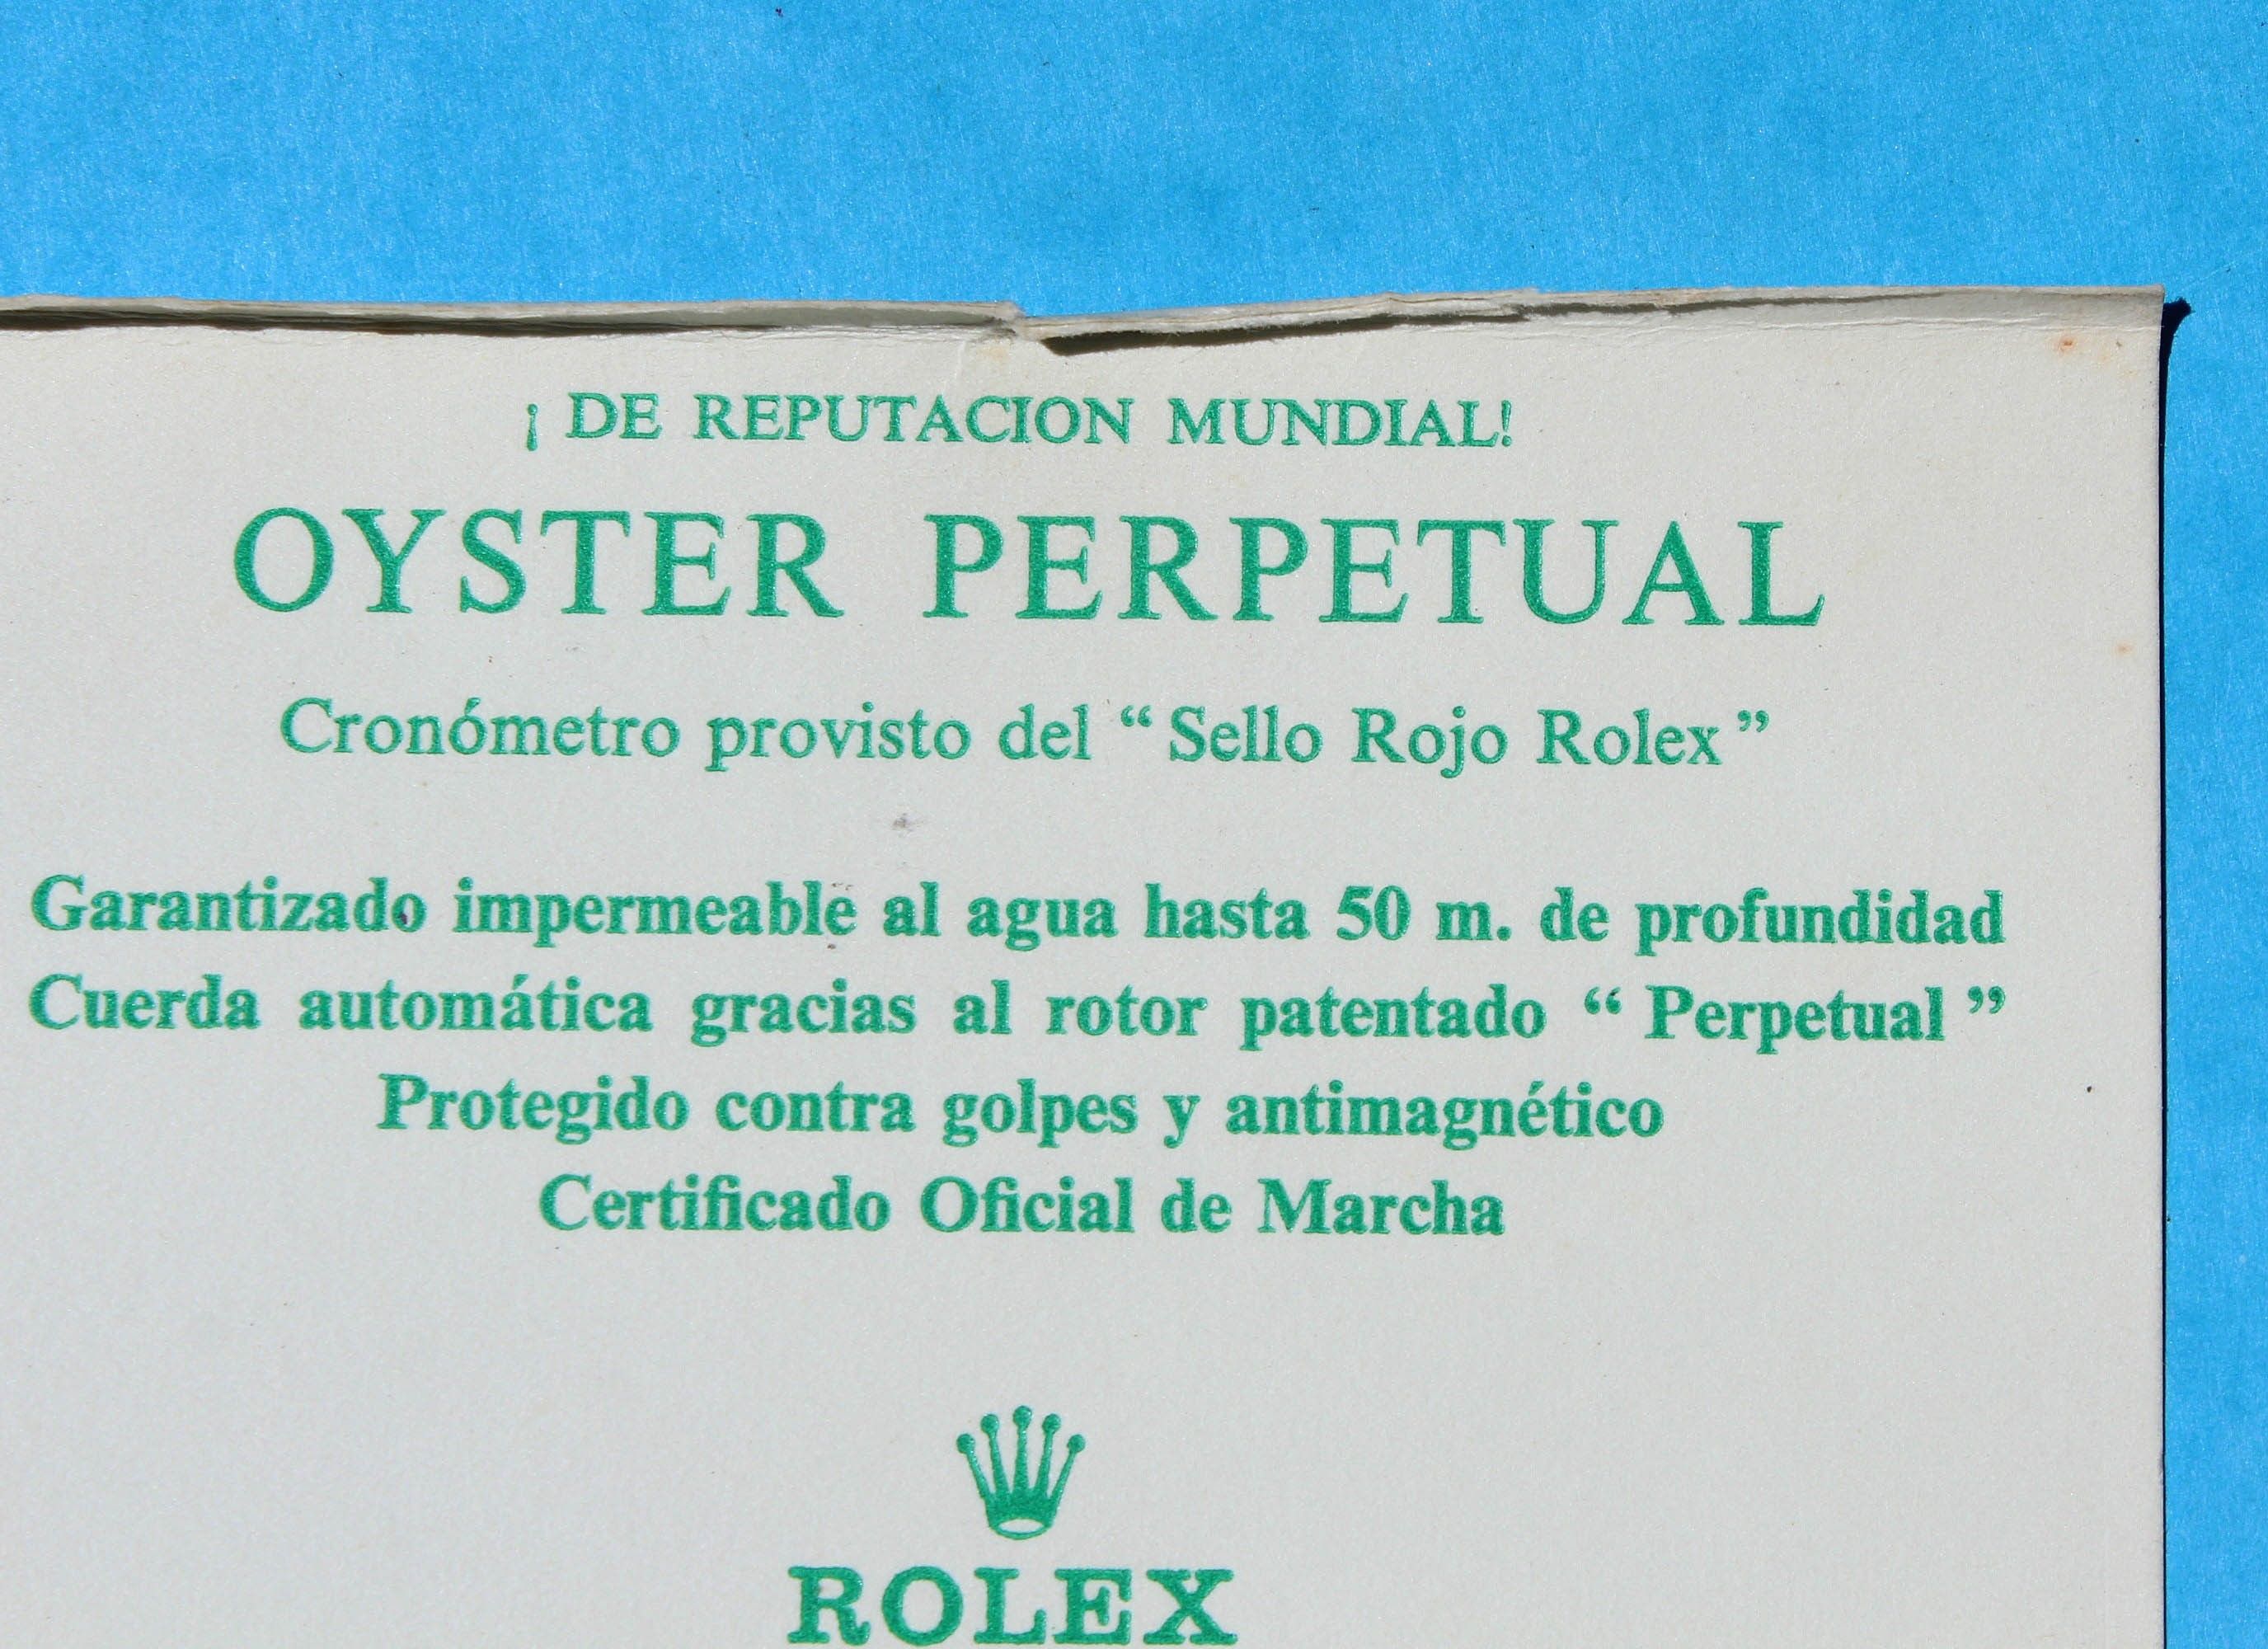 ¡ DE REPUTACION MUNDIAL!
OYSTER PERPETUAL
Cronómetro provisto del “ Sello Rojo Rolex ”
Garantizado impermeable al agua hasta 50 m. de profundidad
Cuerda automática gracias al rotor patentado “ Perpetual ”
Protegido contra golpes y antimagnético
Certificado Oficial de Marcha
ROLEX